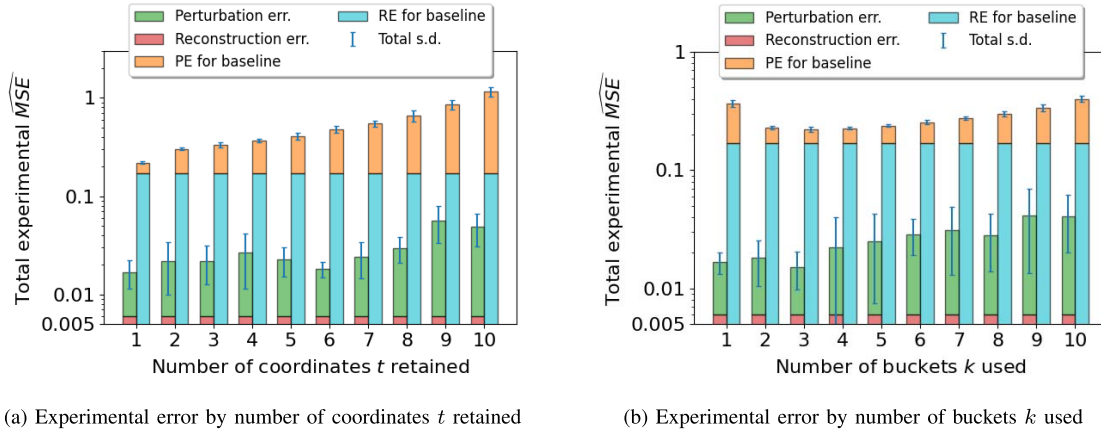 Perturbation err.
RE for baseline
Reconstruction err.
Total s.d.
PE for baseline
Total experimental $\widehat{MSE}$
1
0.1
0.01
0.005
1 2 3 4 5 6 7 8 9 10
Number of coordinates t retained
(a) Experimental error by number of coordinates t retained
Perturbation err.
RE for baseline
Reconstruction err.
Total s.d.
PE for baseline
Total experimental $\widehat{MSE}$
1
0.1
0.01
0.005
1 2 3 4 5 6 7 8 9 10
Number of buckets k used
(b) Experimental error by number of buckets k used